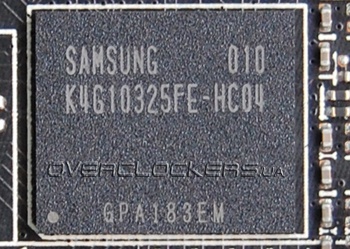 SAMSUNG 010
K4G10325FE-HC04
OVERCLOCKERS.UA
GPA183EM